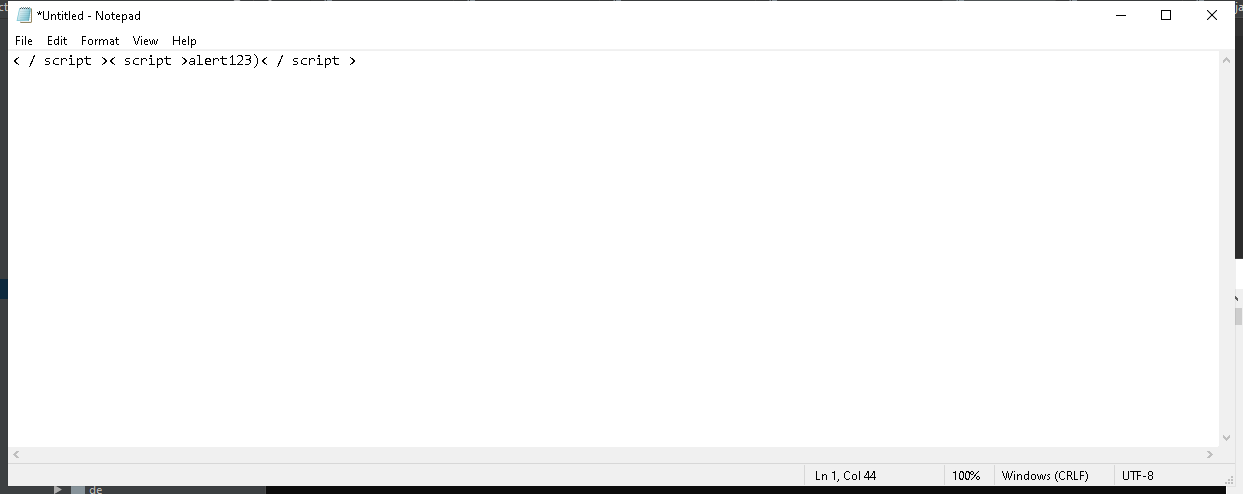 *Untitled - Notepad
File Edit Format View Help
< / script >< script >alert123)< / script >
Ln 1, Col 44 100% Windows (CRLF) UTF-8
de